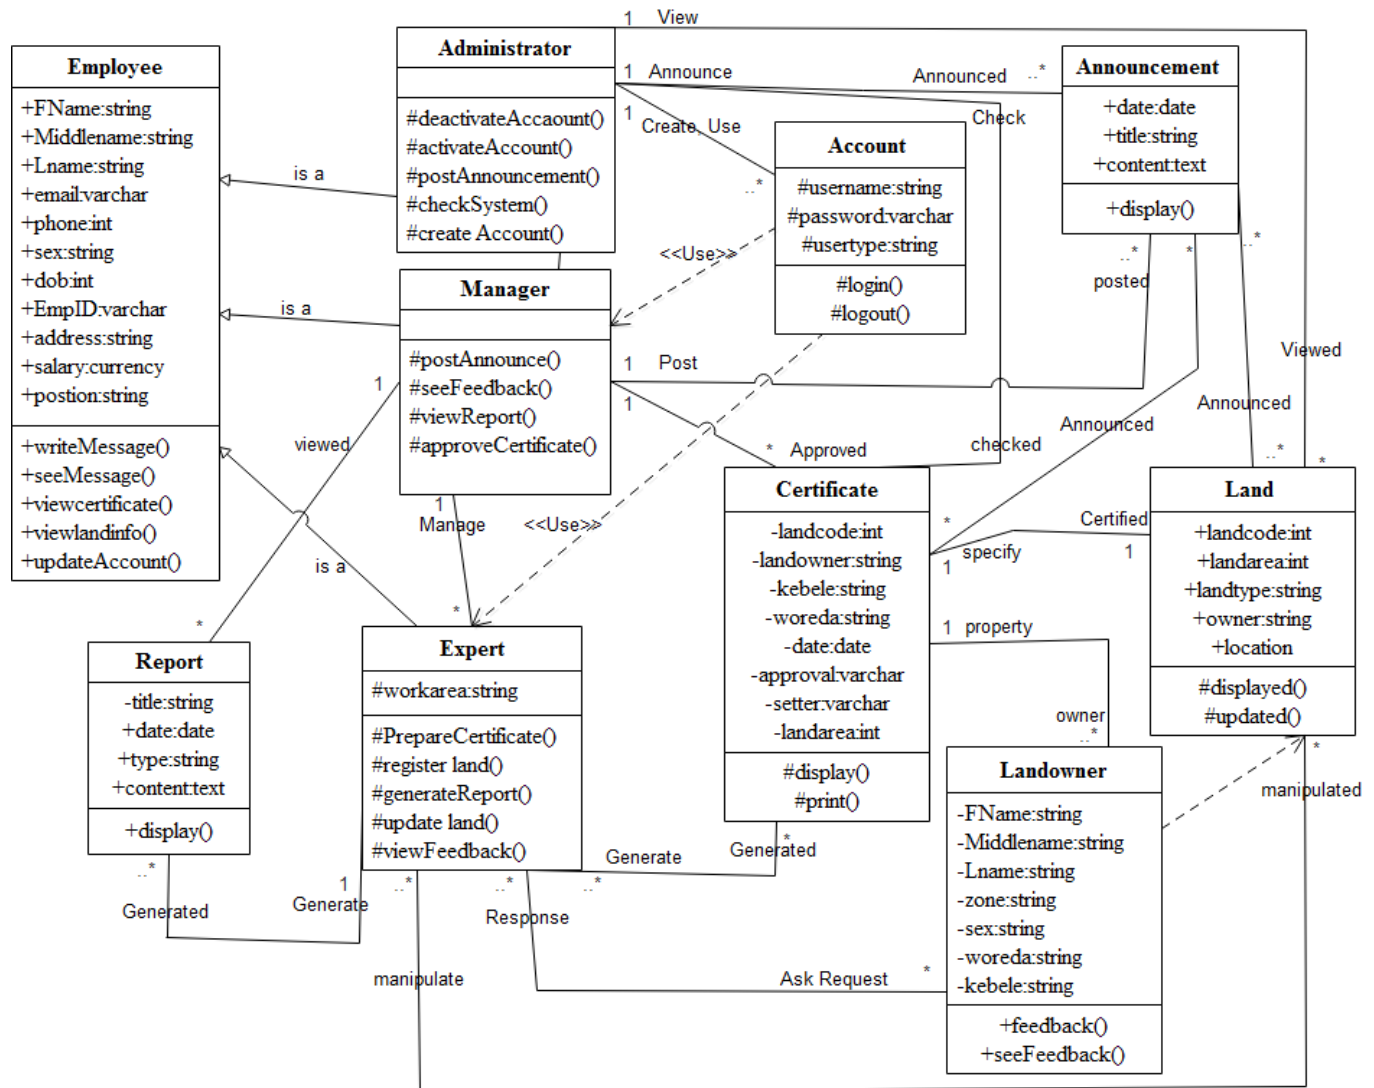 1 View
Administrator
#deactivateAccaount()
#activateAccount()
#postAnnouncement()
#checkSystem()
#create Account()
Employee
+FName:string
+Middlename:string
+Lname:string
+email:varchar
+phone:int
+sex:string
+dob:int
+EmpID:varchar
+address:string
+salary:currency
+postion:string
+writeMessage()
+seeMessage()
+viewcertificate()
+viewlandinfo()
+updateAccount()
is a
is a
is a
1 Announce
Announced ..*
1
Create, Use
..*
Check
Announcement
+date:date
+title:string
+content:text
+display()
Account
#username:string
#password:varchar
#usertype:string
#login()
#logout()
<<Use>>
<<Use>>
..*
posted
*
..*
Viewed
Announced
Announced
..*
*
Manager
#postAnnounce()
#seeFeedback()
#viewReport()
#approveCertificate()
1
viewed
*
1 Post
1
* Approved
checked
1
Manage
*
Certificate
-landcode:int
-landowner:string
-kebele:string
-woreda:string
-date:date
-approval:varchar
-setter:varchar
-landarea:int
#display()
#print()
*
specify
1
Certified
1
1 property
owner
..*
Land
+landcode:int
+landarea:int
+landtype:string
+owner:string
+location
#displayed()
#updated()
*
manipulated
Report
-title:string
+date:date
+type:string
+content:text
+display()
..*
Generated
1
Generate
Expert
#workarea:string
#PrepareCertificate()
#register land()
#generateReport()
#update land()
#viewFeedback()
..*
..*
..*
Generate
*
Generated
Response
manipulate
Ask Request
*
Landowner
-FName:string
-Middlename:string
-Lname:string
-zone:string
-sex:string
-woreda:string
-kebele:string
+feedback()
+seeFeedback()